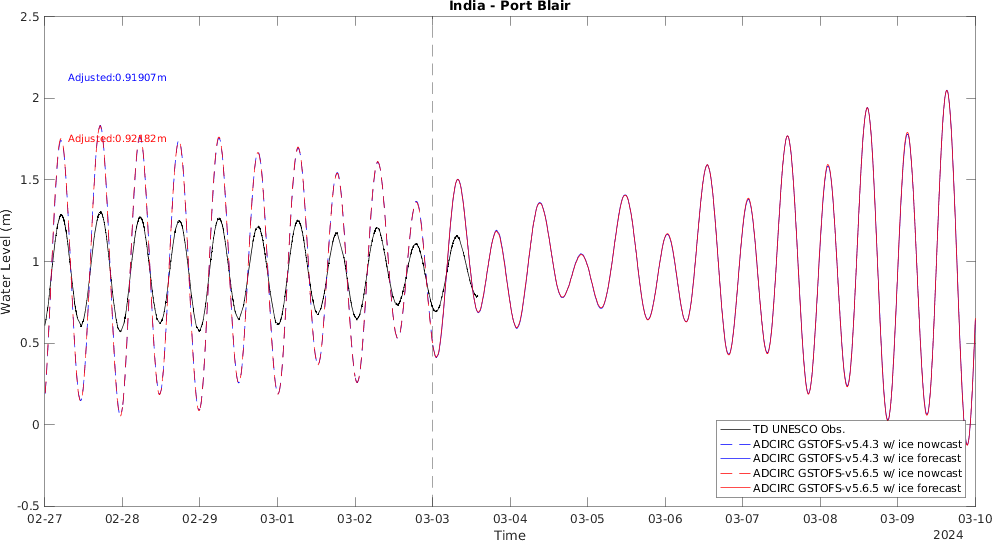 India - Port Blair
2.5
2
1.5
1
0.5
0
-0.5
Water Level (m)
Adjusted:0.91907m
Adjusted:0.92182m
TD UNESCO Obs.
ADCIRC GSTOFS-v5.4.3 w/ ice nowcast
ADCIRC GSTOFS-v5.4.3 w/ ice forecast
ADCIRC GSTOFS-v5.6.5 w/ ice nowcast
ADCIRC GSTOFS-v5.6.5 w/ ice forecast
02-27 02-28 02-29 03-01 03-02 03-03 03-04 03-05 03-06 03-07 03-08 03-09 03-10
Time
2024